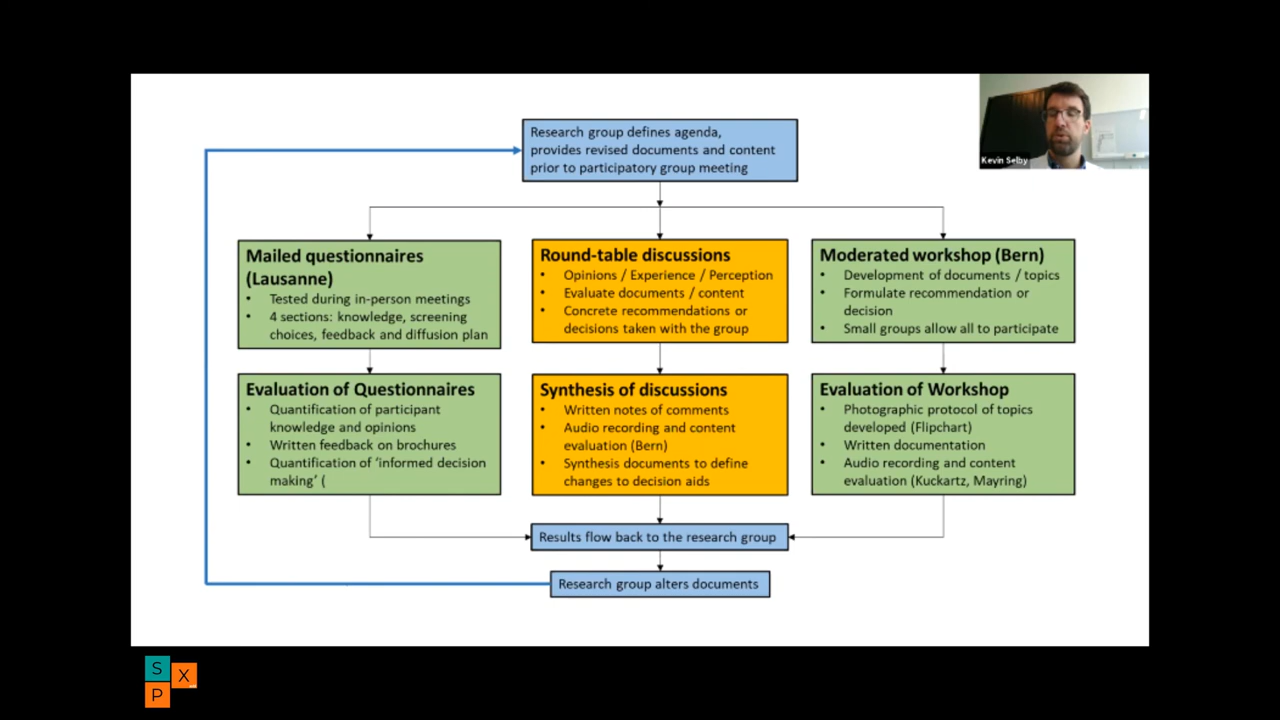 Research group defines agenda,
provides revised documents and content
prior to participatory group meeting
Kevin Selby
Mailed questionnaires
(Lausanne)
• Tested during in-person meetings
• 4 sections: knowledge, screening
choices, feedback and diffusion plan
Round-table discussions
• Opinions / Experience / Perception
• Evaluate documents / content
• Concrete recommendations or
decisions taken with the group
Moderated workshop (Bern)
• Development of documents / topics
• Formulate recommendation or
decision
• Small groups allow all to participate
Evaluation of Questionnaires
• Quantification of participant
knowledge and opinions
• Written feedback on brochures
• Quantification of ‘informed decision
making’ (
Synthesis of discussions
• Written notes of comments
• Audio recording and content
evaluation (Bern)
• Synthesis documents to define
changes to decision aids
Evaluation of Workshop
• Photographic protocol of topics
developed (Flipchart)
• Written documentation
• Audio recording and content
evaluation (Kuckartz, Mayring)
Results flow back to the research group
Research group alters documents
S
X
P